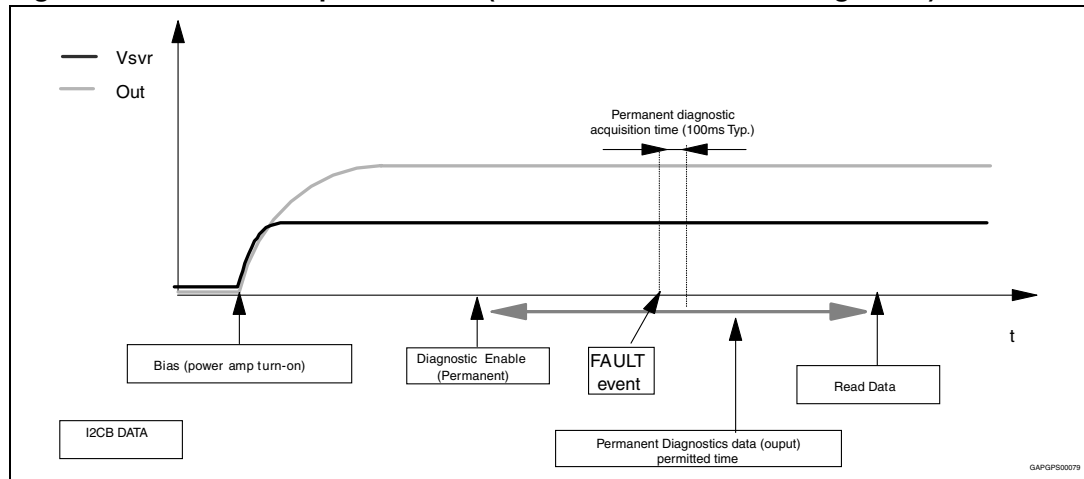 Vsvr
Out
Permanent diagnostic
acquisition time (100ms Typ.)
t
Bias (power amp turn-on)
Diagnostic Enable
(Permanent)
FAULT
event
Read Data
I2CB DATA
Permanent Diagnostics data (ouput)
permitted time
GAPGPS00079